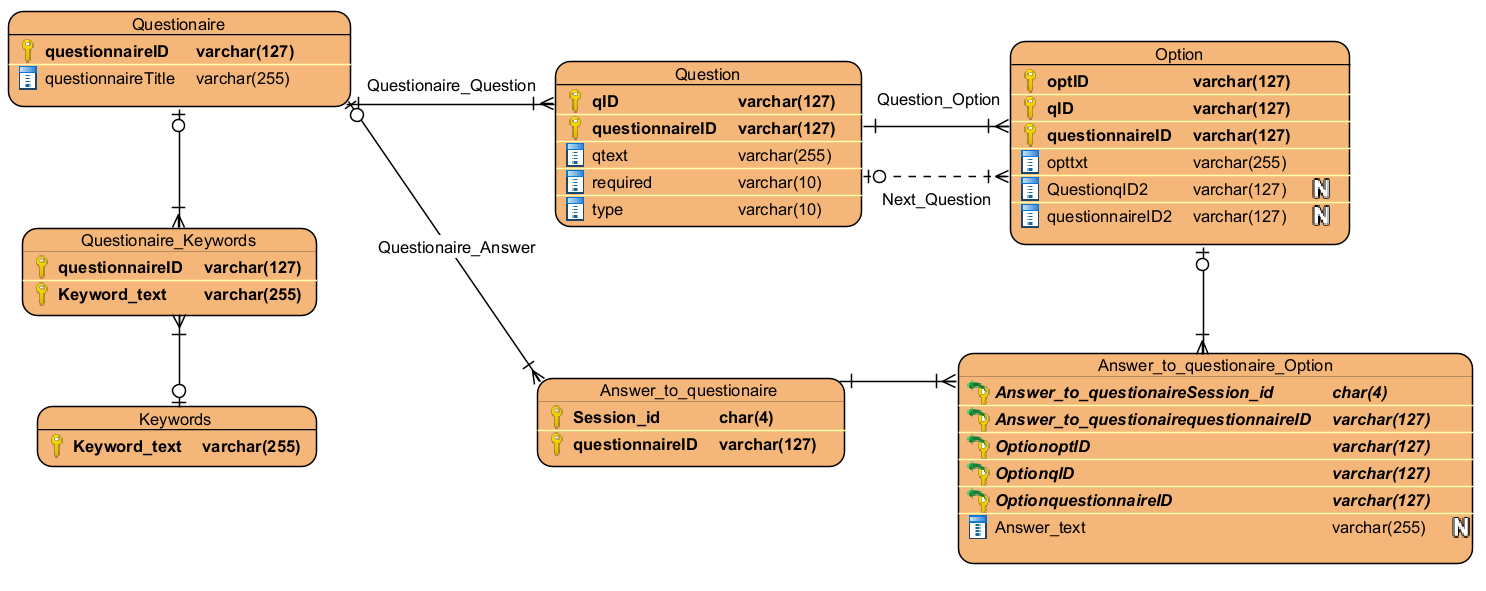 Questionaire
questionnaireID varchar(127)
questionnaireTitle varchar(255)
Questionaire_Question
Question
qID varchar(127)
questionnaireID varchar(127)
qtext varchar(255)
required varchar(10)
type varchar(10)
Question_Option
Next_Question
Option
optID varchar(127)
qID varchar(127)
questionnaireID varchar(127)
opttxt varchar(255)
QuestionqID2 varchar(127) N
questionnaireID2 varchar(127) N
Questionaire_Keywords
questionnaireID varchar(127)
Keyword_text varchar(255)
Questionaire_Answer
Keywords
Keyword_text varchar(255)
Answer_to_questionaire
Session_id char(4)
questionnaireID varchar(127)
Answer_to_questionaire_Option
Answer_to_questionaireSession_id char(4)
Answer_to_questionairequestionnaireID varchar(127)
OptionoptID varchar(127)
OptionqID varchar(127)
OptionquestionnaireID varchar(127)
Answer_text varchar(255) N